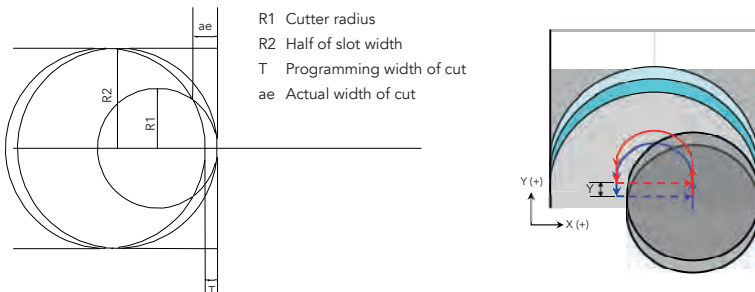 ae
R2
R1
T
R1 Cutter radius
R2 Half of slot width
T Programming width of cut
ae Actual width of cut
Y
Y (+)
X (+)